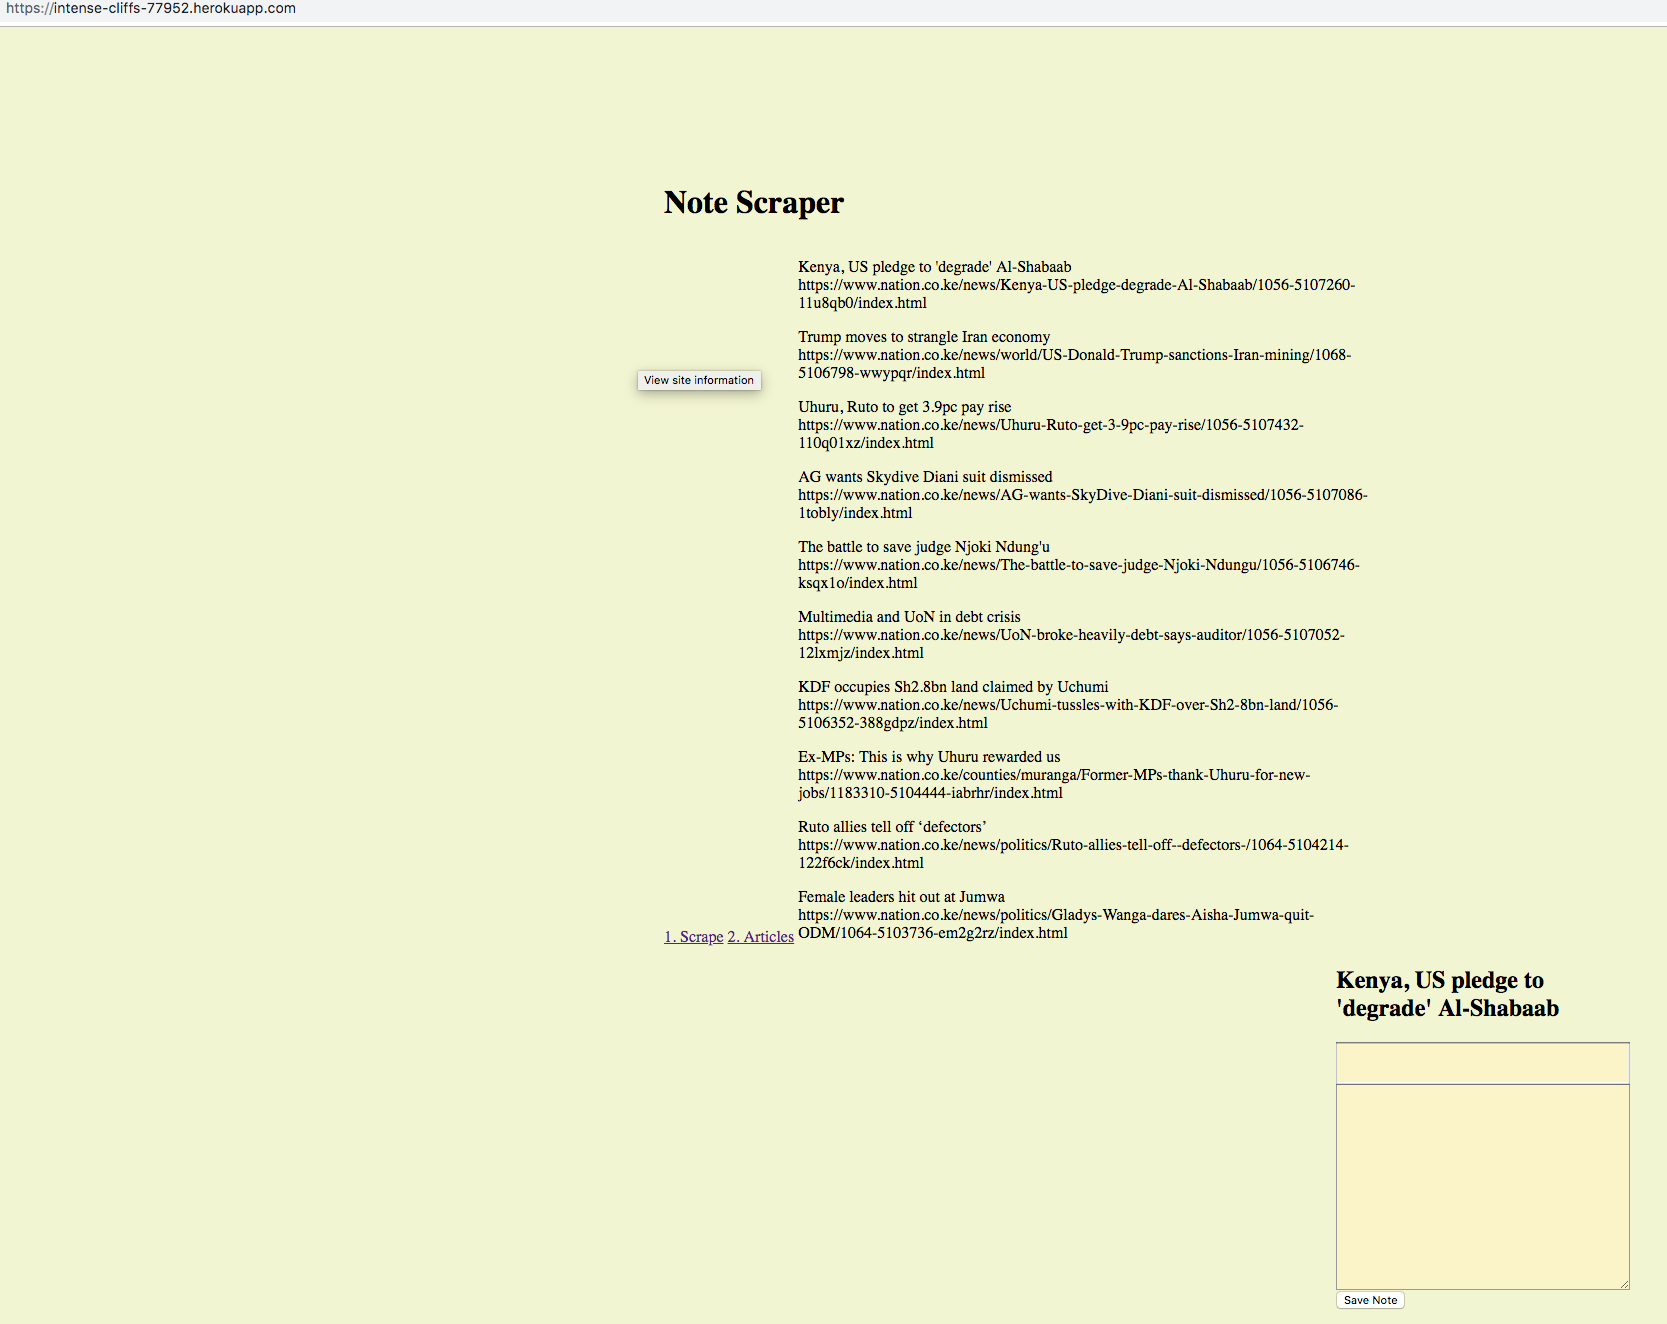 https://intense-cliffs-77952.herokuapp.com
Note Scraper
Kenya, US pledge to 'degrade' Al-Shabaab
https://www.nation.co.ke/news/Kenya-US-pledge-degrade-Al-Shabaab/1056-5107260-
11u8qb0/index.html
Trump moves to strangle Iran economy
https://www.nation.co.ke/news/world/US-Donald-Trump-sanctions-Iran-mining/1068-
5106798-wwypqr/index.html
View site information
Uhuru, Ruto to get 3.9pc pay rise
https://www.nation.co.ke/news/Uhuru-Ruto-get-3-9pc-pay-rise/1056-5107432-
110q01xz/index.html
AG wants Skydive Diani suit dismissed
https://www.nation.co.ke/news/AG-wants-SkyDive-Diani-suit-dismissed/1056-5107086-
1tobly/index.html
The battle to save judge Njoki Ndung'u
https://www.nation.co.ke/news/The-battle-to-save-judge-Njoki-Ndungu/1056-5106746-
ksqx1o/index.html
Multimedia and UoN in debt crisis
https://www.nation.co.ke/news/UoN-broke-heavily-debt-says-auditor/1056-5107052-
12lxmjz/index.html
KDF occupies Sh2.8bn land claimed by Uchumi
https://www.nation.co.ke/news/Uchumi-tussles-with-KDF-over-Sh2-8bn-land/1056-
5106352-388gdpz/index.html
Ex-MPs: This is why Uhuru rewarded us
https://www.nation.co.ke/counties/muranga/Former-MPs-thank-Uhuru-for-new-
jobs/1183310-5104444-iabrhr/index.html
Ruto allies tell off ‘defectors’
https://www.nation.co.ke/news/politics/Ruto-allies-tell-off--defectors-/1064-5104214-
122f6ck/index.html
Female leaders hit out at Jumwa
https://www.nation.co.ke/news/politics/Gladys-Wanga-dares-Aisha-Jumwa-quit-
ODM/1064-5103736-em2g2rz/index.html
1. Scrape 2. Articles
Kenya, US pledge to
'degrade' Al-Shabaab
Save Note